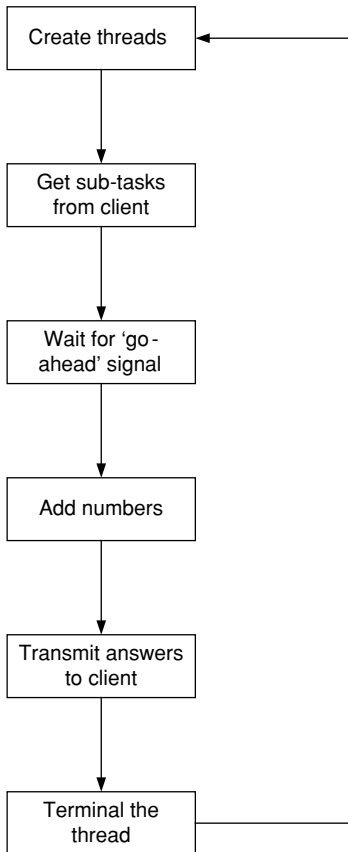 Create threads
Get sub-tasks
from client
Wait for ‘go-
ahead’ signal
Add numbers
Transmit answers
to client
Terminal the
thread